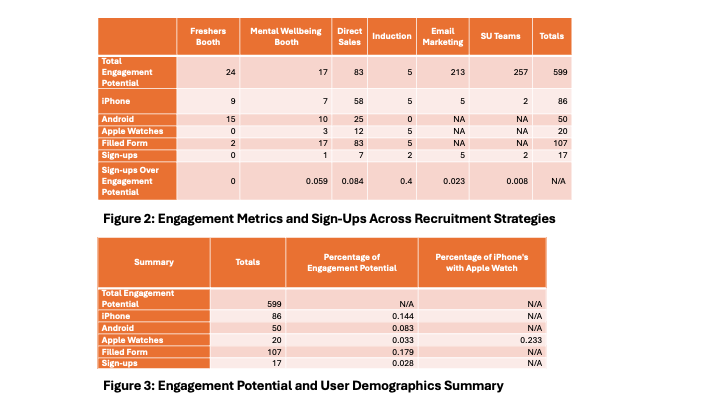 Freshers Booth Mental Wellbeing Booth Direct Sales Induction Email Marketing SU Teams Totals
Total Engagement Potential 24 17 83 5 213 257 599
iPhone 9 7 58 5 5 2 86
Android 15 10 25 0 NA NA 50
Apple Watches 0 3 12 5 NA NA 20
Filled Form 2 17 83 5 NA NA 107
Sign-ups 0 1 7 2 5 2 17
Sign-ups Over Engagement Potential 0 0.059 0.084 0.4 0.023 0.008 N/A
Figure 2: Engagement Metrics and Sign-Ups Across Recruitment Strategies
Summary Totals Percentage of Engagement Potential Percentage of iPhone's with Apple Watch
Total Engagement Potential 599 N/A N/A
iPhone 86 0.144 N/A
Android 50 0.083 N/A
Apple Watches 20 0.033 0.233
Filled Form 107 0.179 N/A
Sign-ups 17 0.028 N/A
Figure 3: Engagement Potential and User Demographics Summary